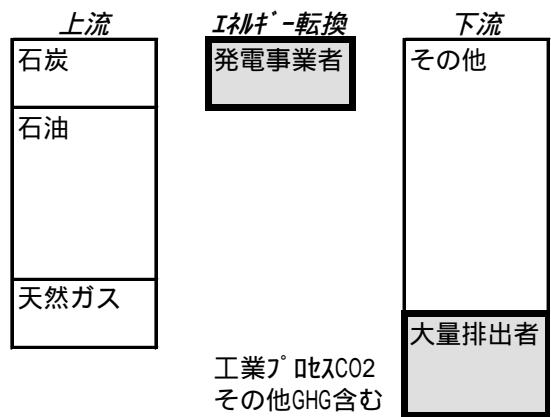 上流
ｴﾈﾙｷﾞｰ転換
下流
石炭
発電事業者
その他
石油
天然ガス
大量排出者
工業ﾌﾟﾛｾｽCO2
その他GHG含む